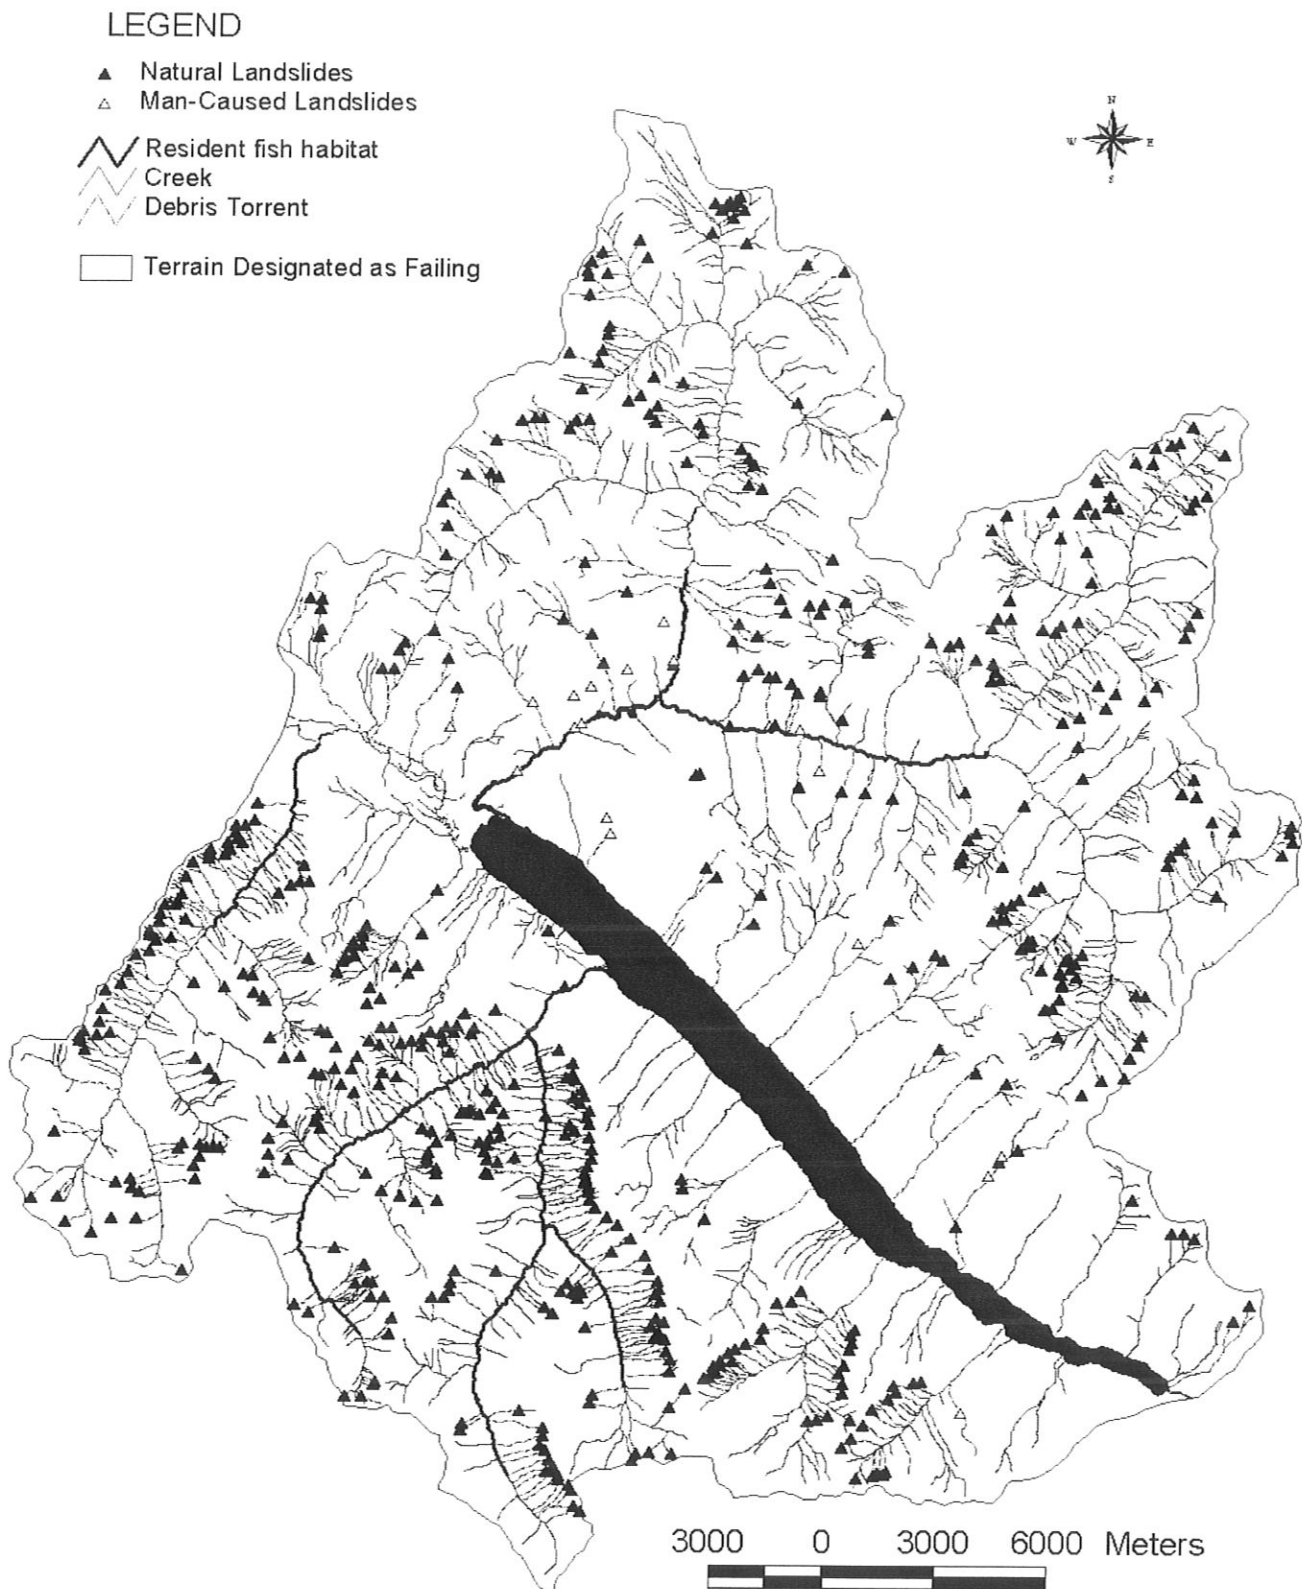 LEGEND
Natural Landslides
Man-Caused Landslides
Resident fish habitat
Creek
Debris Torrent
Terrain Designated as Failing
N
W E
S
3000 0 3000 6000 Meters